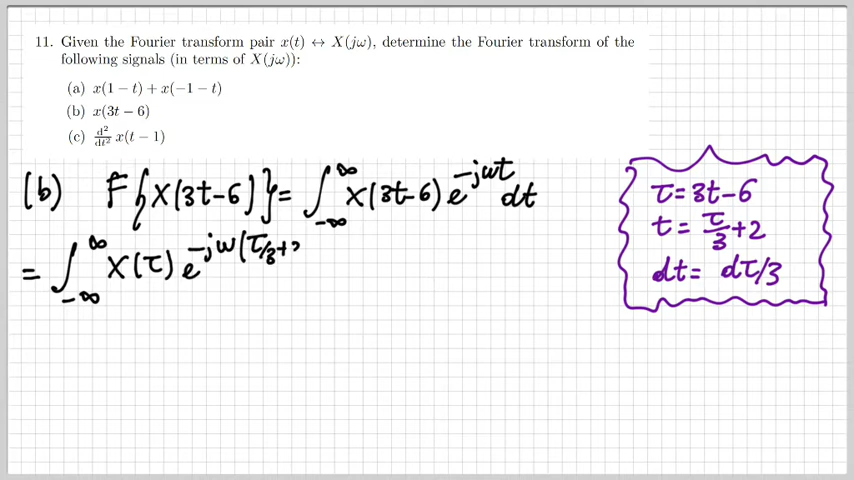 11. Given the Fourier transform pair x(t) ↔ X(jω), determine the Fourier transform of the
following signals (in terms of X(jω)):
(a) x(1 − t) + x(−1 − t)
(b) x(3t − 6)
(c) d²/dt² x(t − 1)
(b) F{x(3t-6)} = ∫_{-∞}^{∞} x(3t-6) e^{-jωt} dt
= ∫_{-∞}^{∞} x(τ) e^{-jω(τ/3+
τ=3t-6
t = τ/3 +2
dt= dτ/3